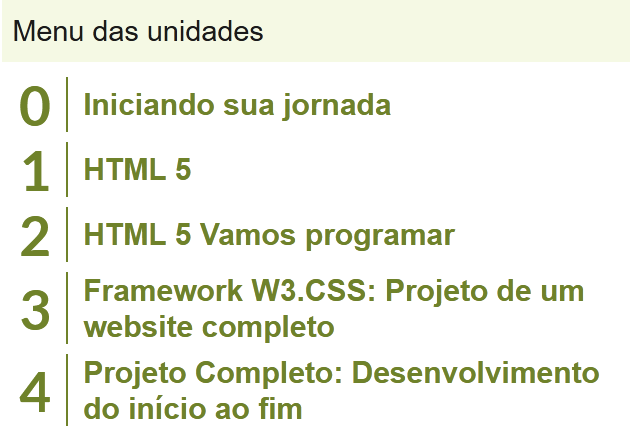 Menu das unidades
0 Iniciando sua jornada
1 HTML 5
2 HTML 5 Vamos programar
3 Framework W3.CSS: Projeto de um
website completo
4 Projeto Completo: Desenvolvimento
do início ao fim